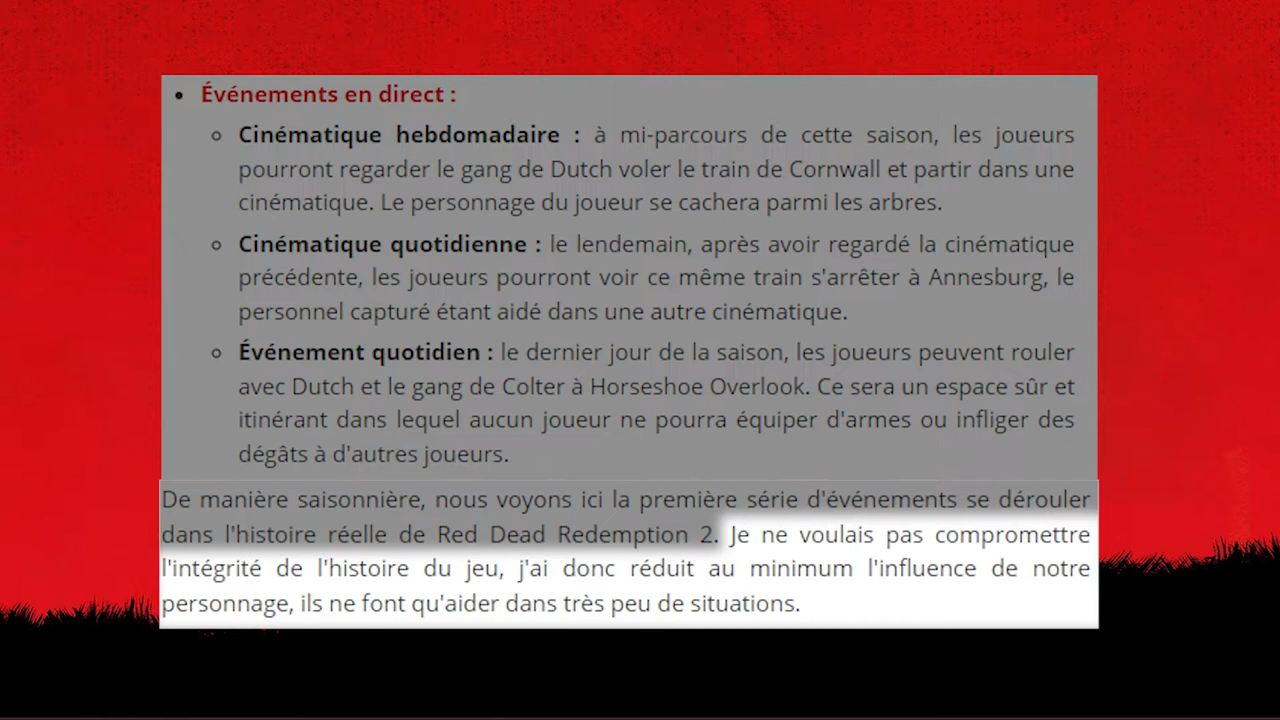 • Événements en direct :
○ Cinématique hebdomadaire : à mi-parcours de cette saison, les joueurs
pourront regarder le gang de Dutch voler le train de Cornwall et partir dans une
cinématique. Le personnage du joueur se cachera parmi les arbres.
○ Cinématique quotidienne : le lendemain, après avoir regardé la cinématique
précédente, les joueurs pourront voir ce même train s'arrêter à Annesburg, le
personnel capturé étant aidé dans une autre cinématique.
○ Événement quotidien : le dernier jour de la saison, les joueurs peuvent rouler
avec Dutch et le gang de Colter à Horseshoe Overlook. Ce sera un espace sûr et
itinérant dans lequel aucun joueur ne pourra équiper d'armes ou infliger des
dégâts à d'autres joueurs.
De manière saisonnière, nous voyons ici la première série d'événements se dérouler
dans l'histoire réelle de Red Dead Redemption 2. Je ne voulais pas compromettre
l'intégrité de l'histoire du jeu, j'ai donc réduit au minimum l'influence de notre
personnage, ils ne font qu'aider dans très peu de situations.